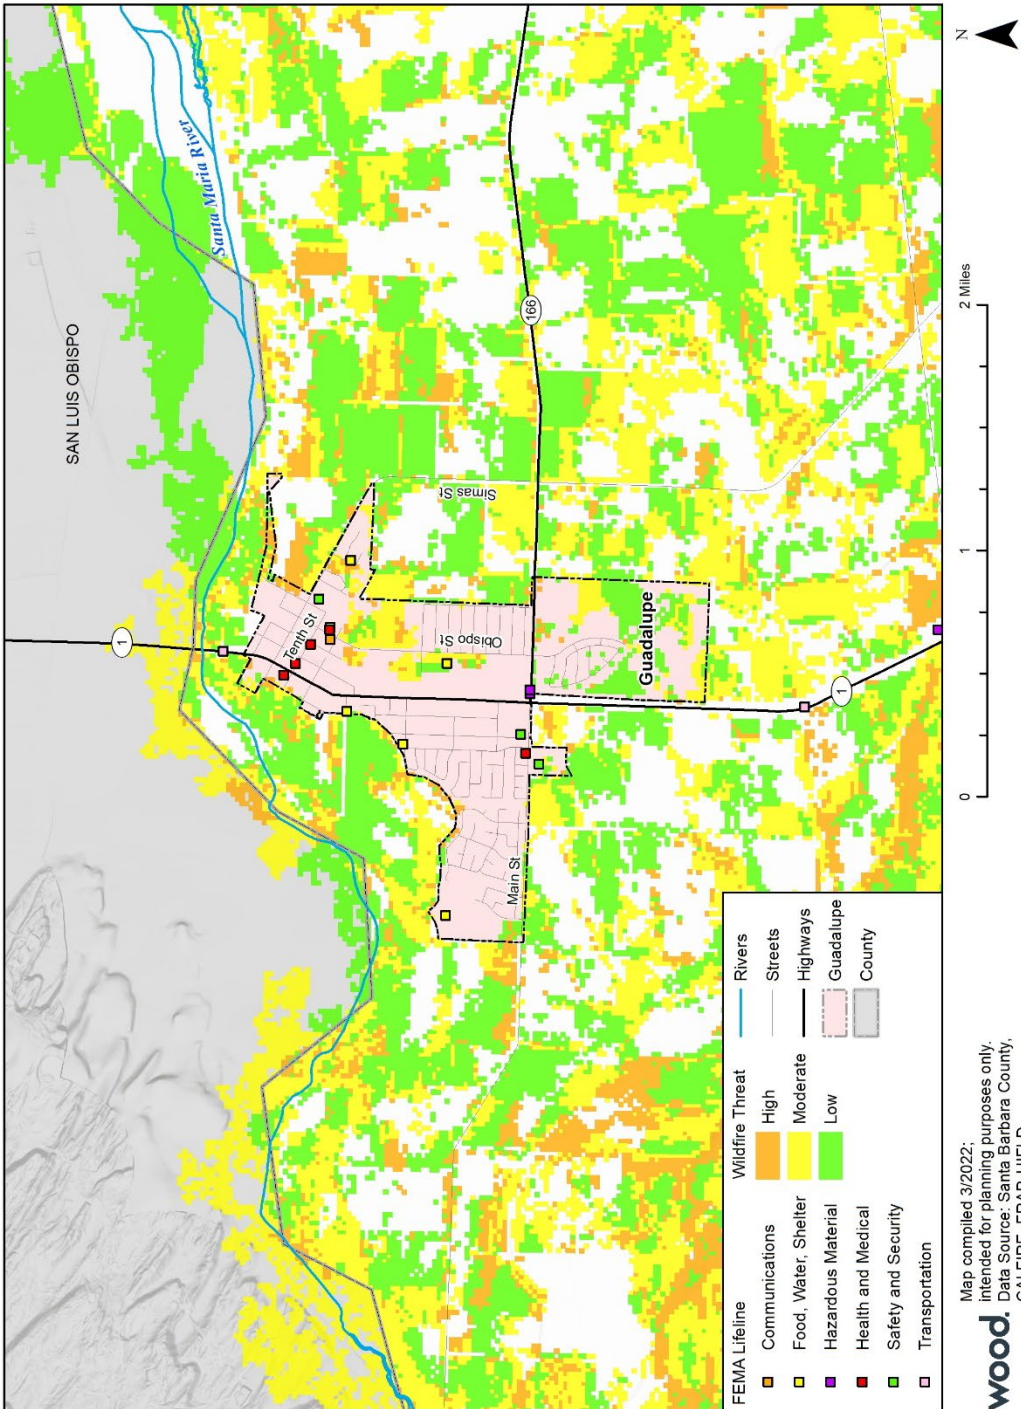 SAN LUIS OBISPO
Santa Maria River
1
Tenth St
Simas St
Obispo St
166
Guadalupe
Main St
1
FEMA Lifeline
Communications
Food, Water, Shelter
Hazardous Material
Health and Medical
Safety and Security
Transportation
Wildfire Threat
High
Moderate
Low
Rivers
Streets
Highways
Guadalupe
County
0 1 2 Miles
N
wood.
Map compiled 3/2022;
intended for planning purposes only.
Data Source: Santa Barbara County,
CALFIRE, FRAP, HIFLD